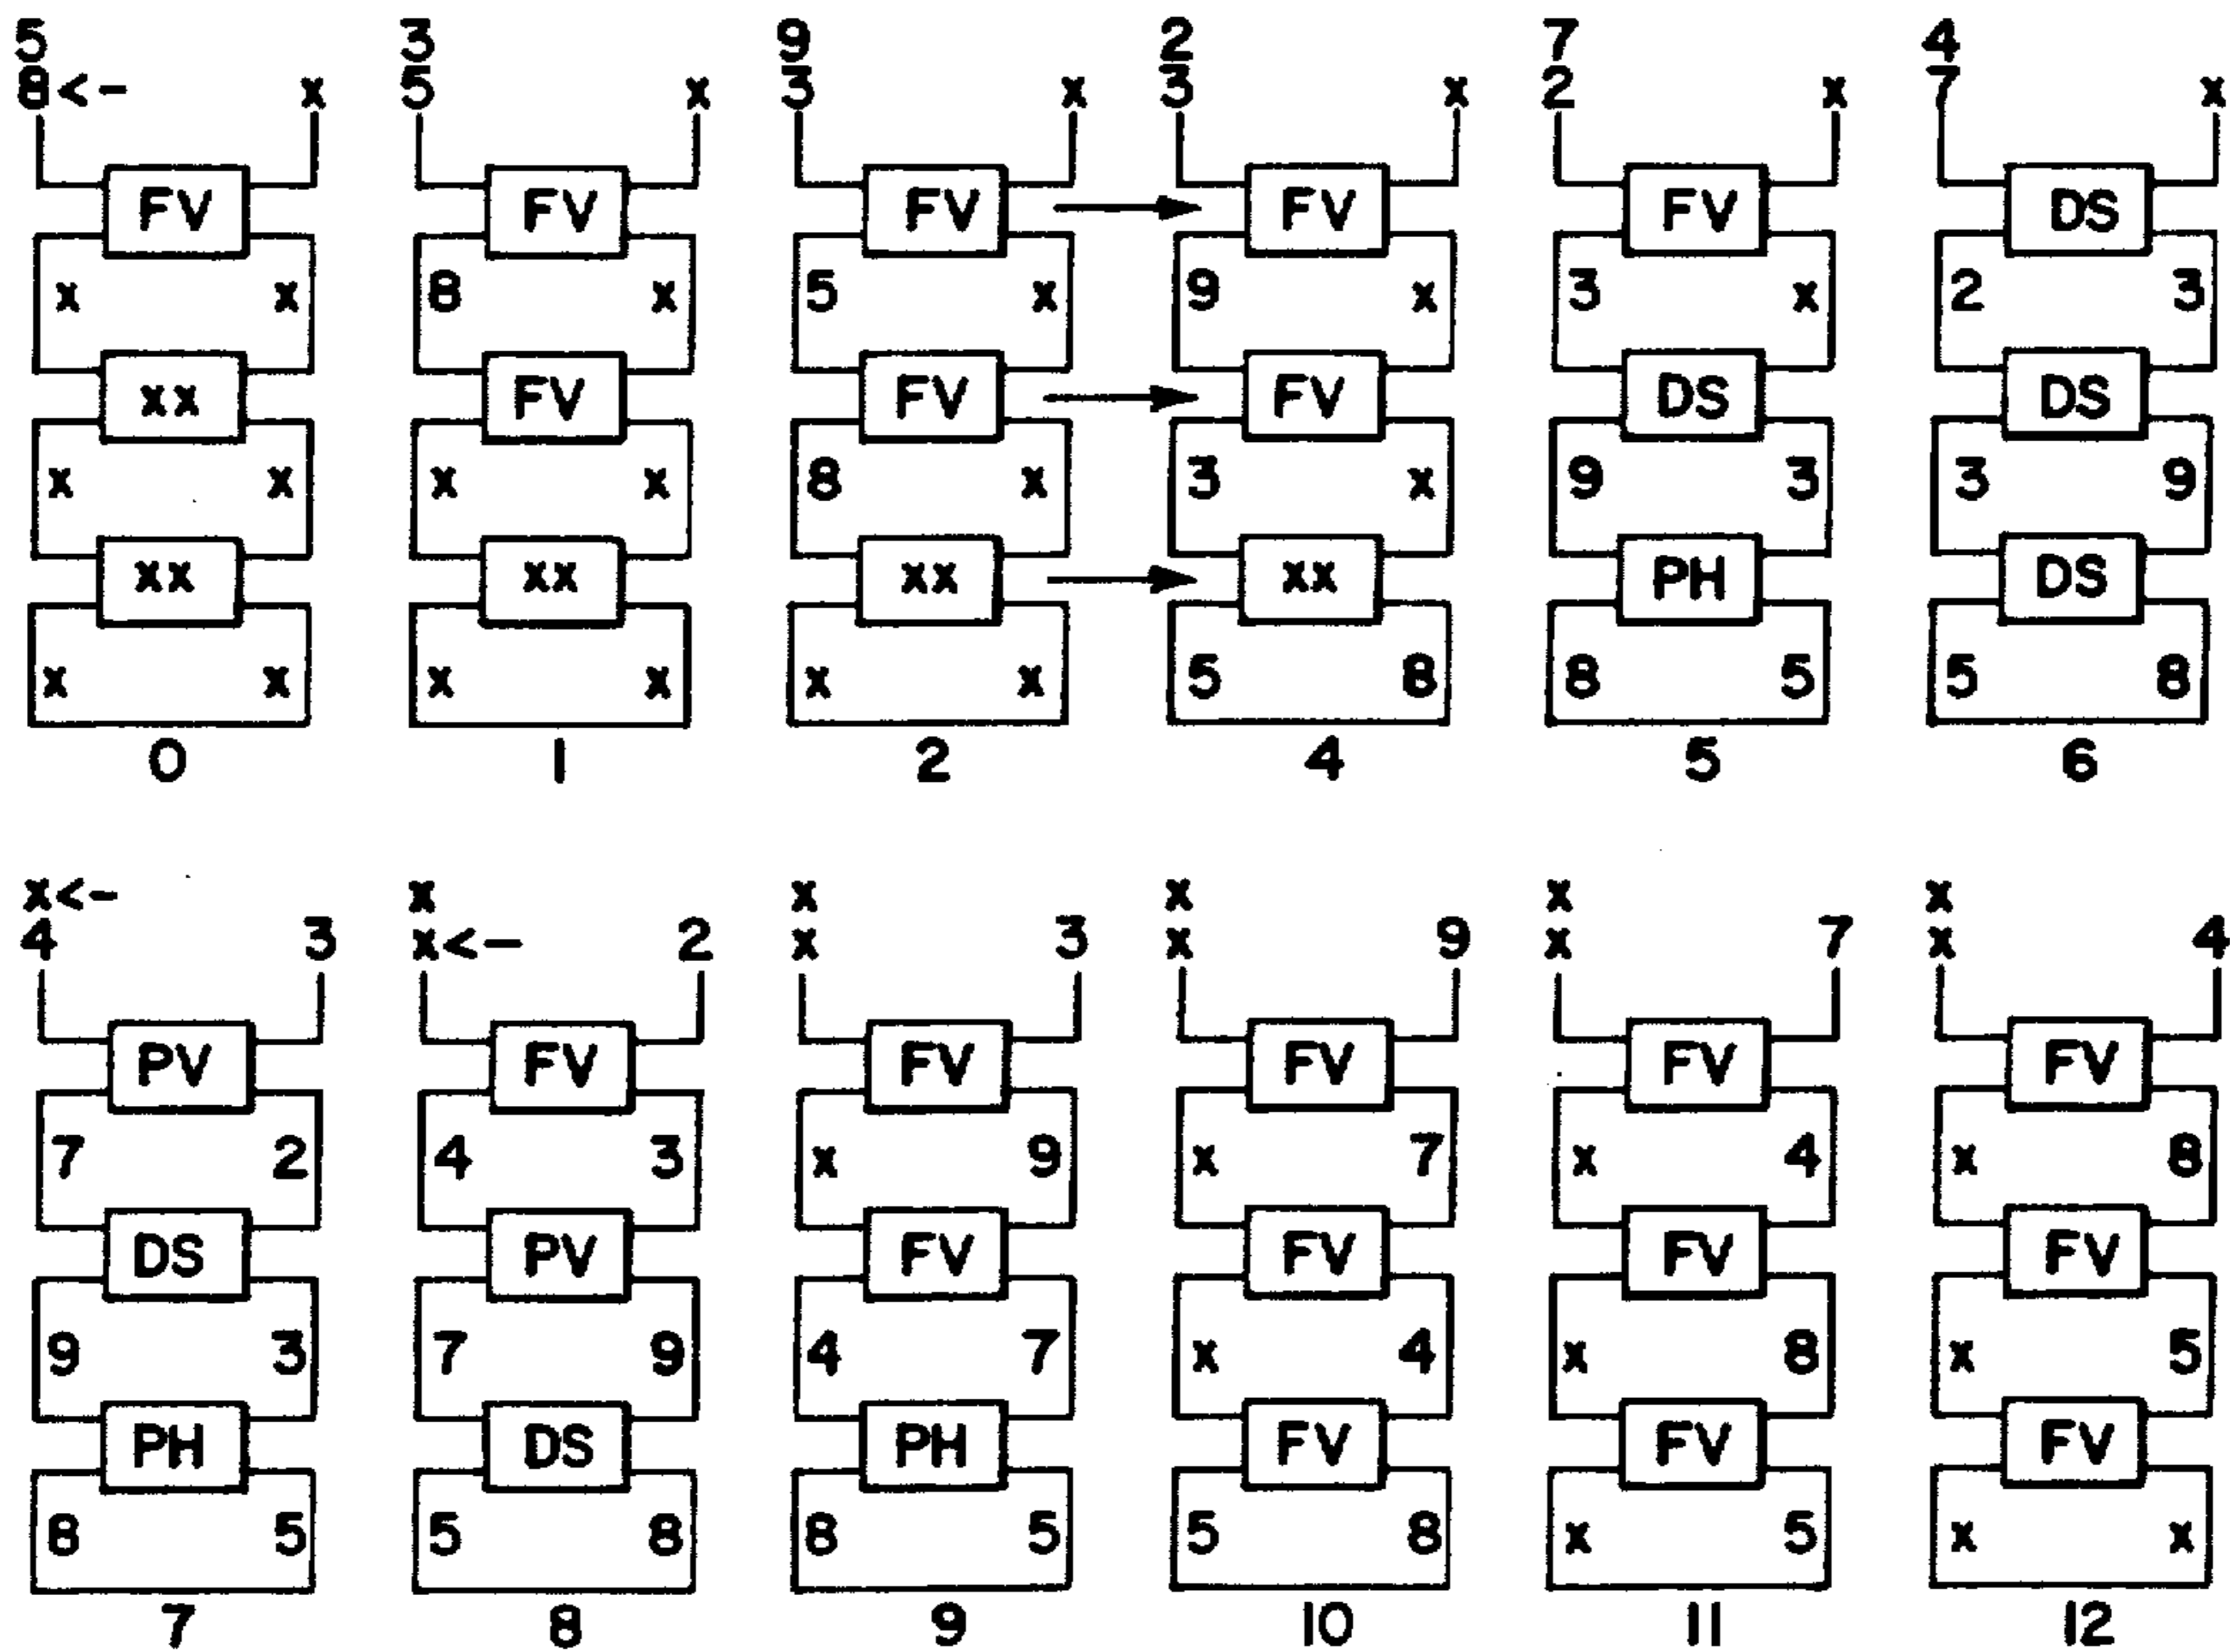 5 3 9 2 7 4
8<- x 5 x 3 x 3 x 2 x 7 x
FV FV FV FV FV DS
x x 8 x 5 x 9 x 3 x 2 3
xx FV FV FV DS DS
x x x x 8 x 3 x 9 3 3 9
xx xx xx xx PH DS
x x x x x x 5 8 8 5 5 8
0 1 2 4 5 6
x<- x x x x x
4 3 x<- 2 x 3 x 9 x 7 x 4
PV FV FV FV FV FV
7 2 4 3 x 9 x 7 x 4 x 8
DS PV FV FV FV FV
9 3 7 9 4 7 x 4 x 8 x 5
PH DS PH FV FV FV
8 5 5 8 8 5 5 8 x 5 x x
7 8 9 10 11 12